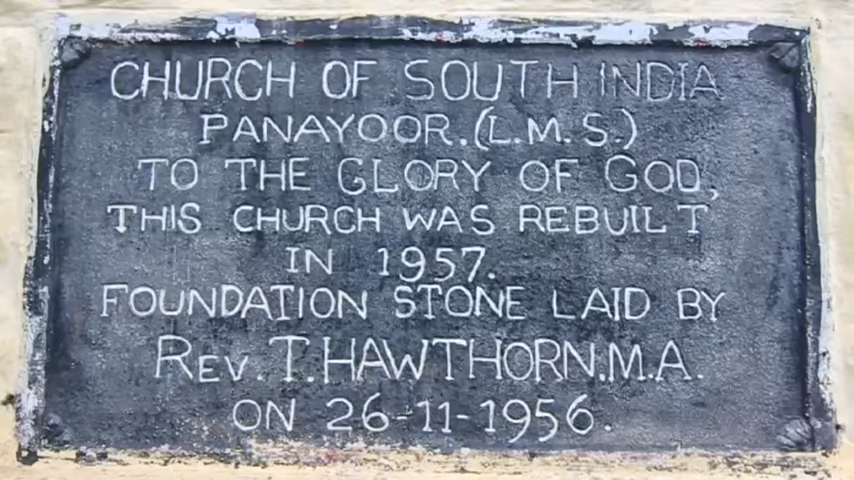 CHURCH OF SOUTH INDIA
PANAYOOR.(L.M.S.)
TO THE GLORY OF GOD,
THIS CHURCH WAS REBUILT
IN 1957.
FOUNDATION STONE LAID BY
REV.T.HAWTHORN.M.A.
ON 26-11-1956.